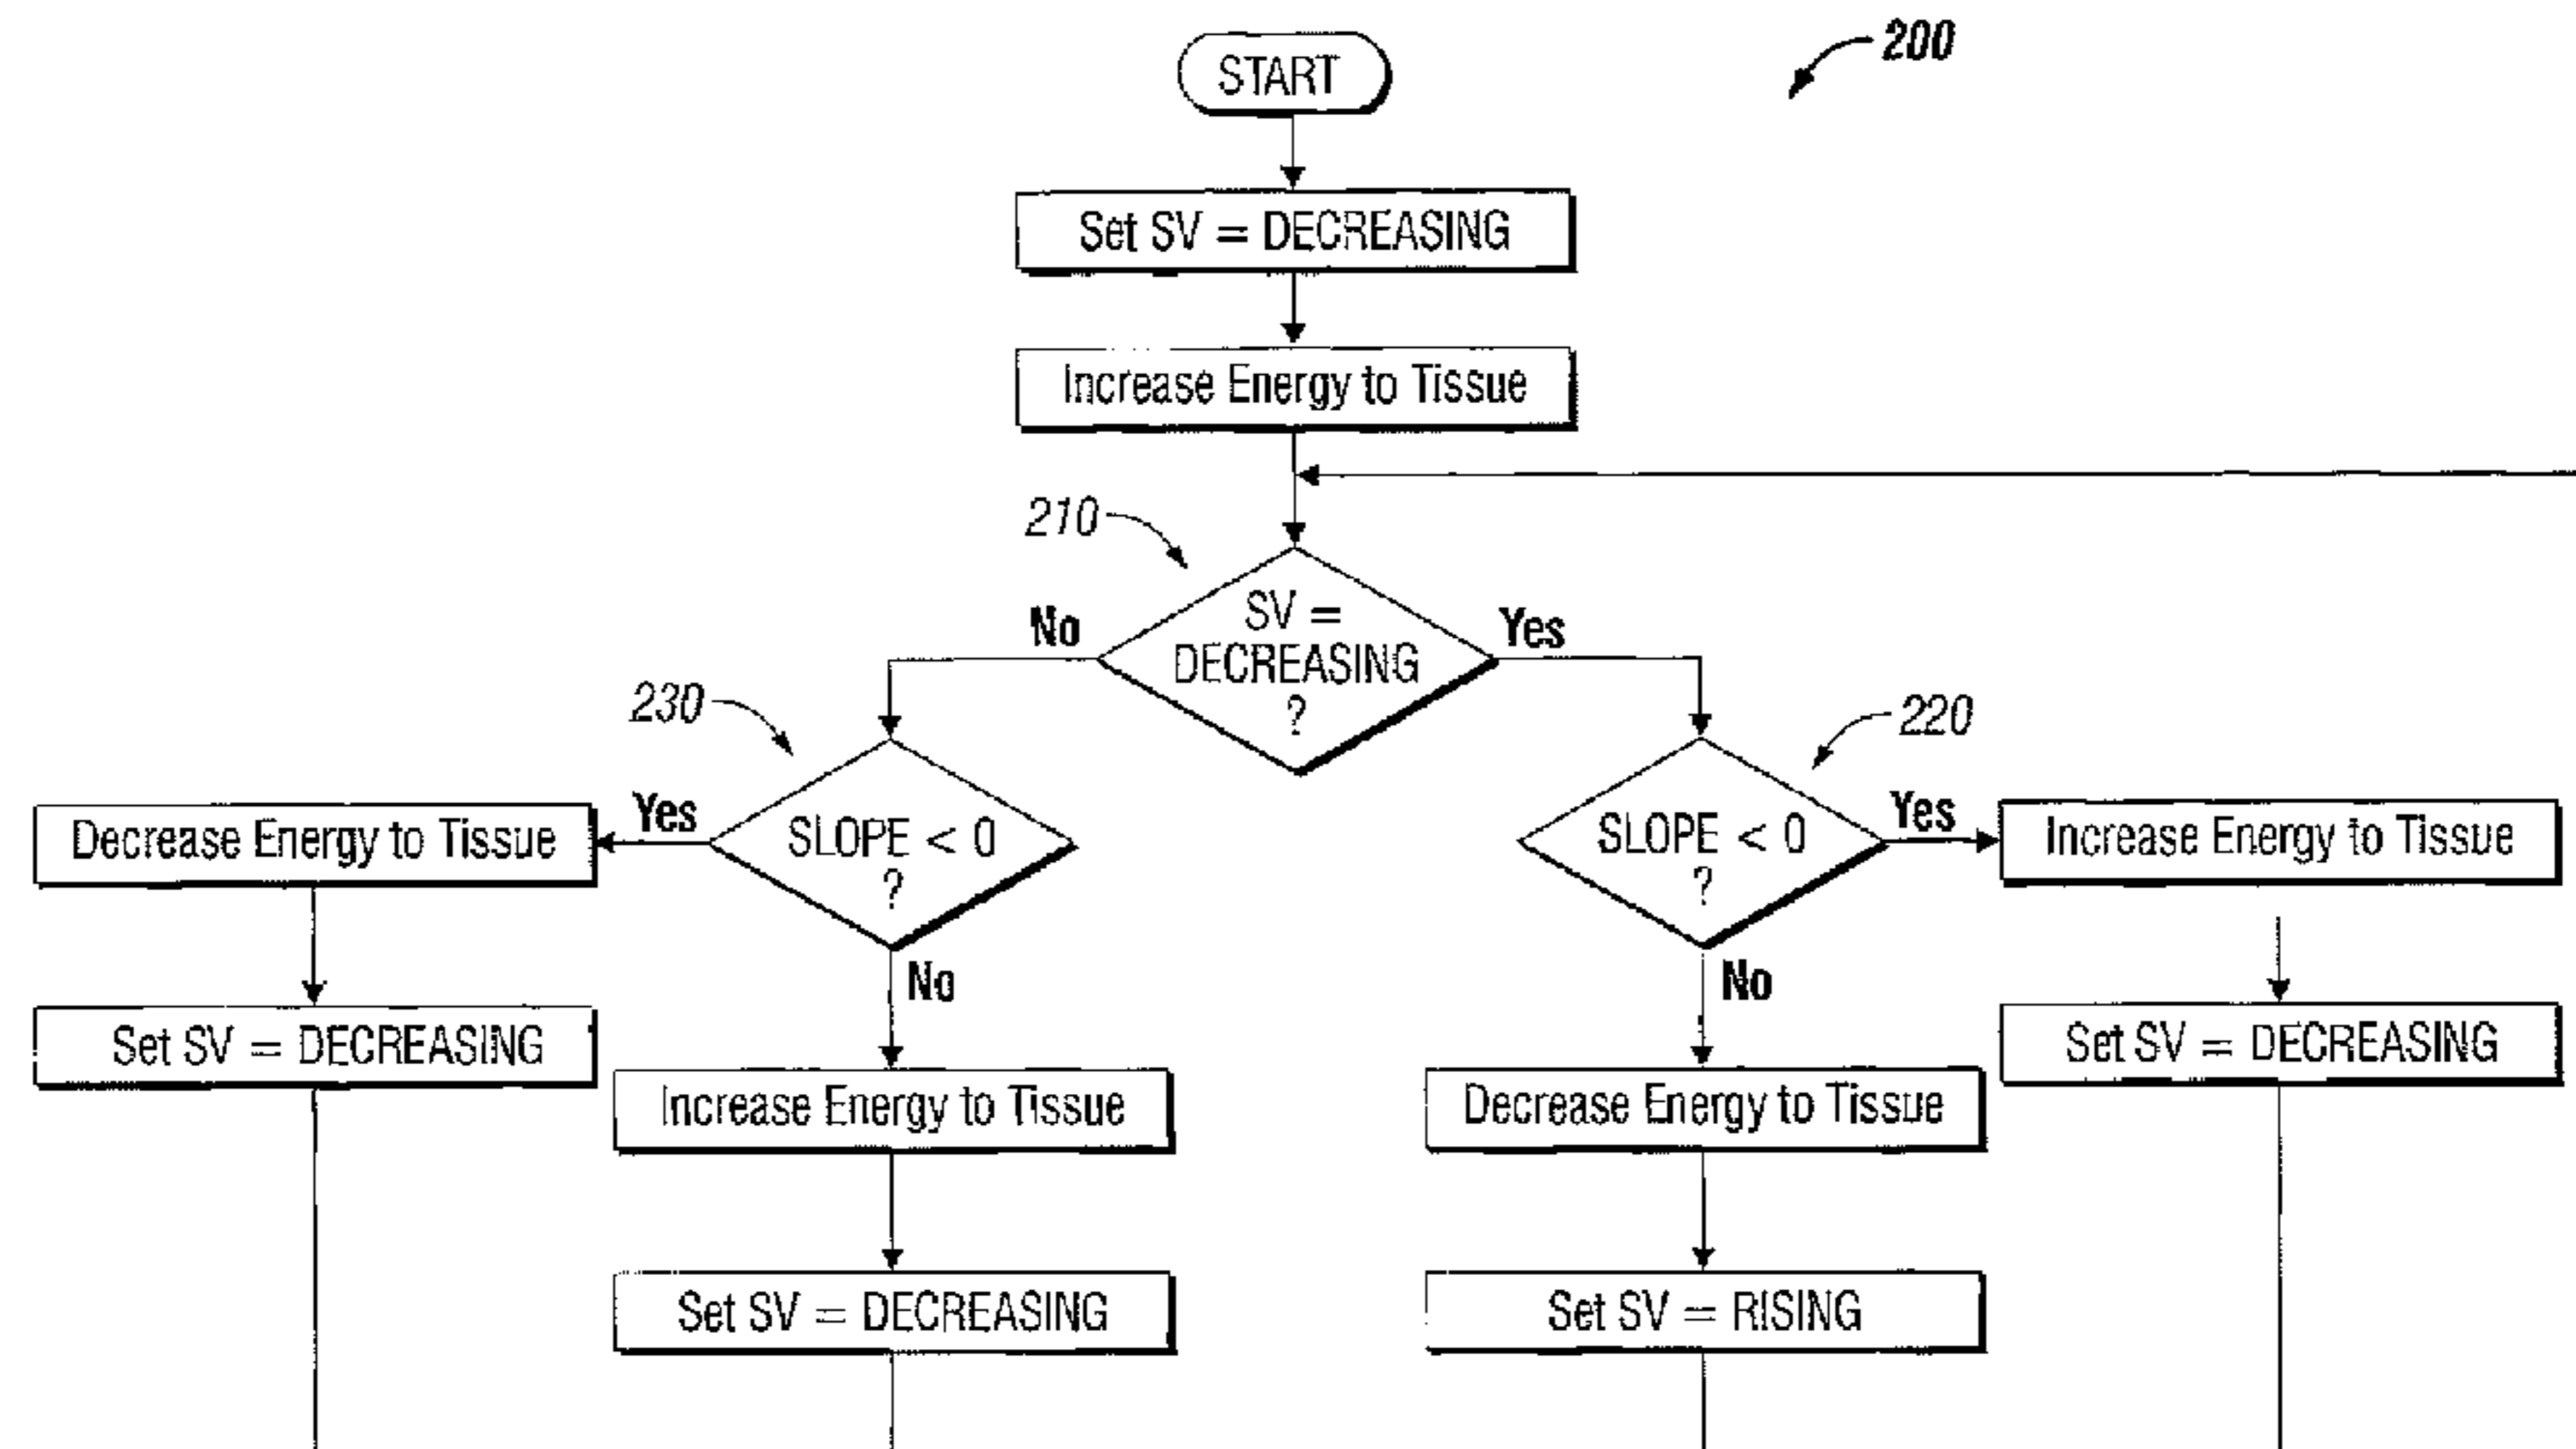 200
START
Set SV = DECREASING
Increase Energy to Tissue
210
SV =
DECREASING
?
No
Yes
230
220
Decrease Energy to Tissue
Yes
SLOPE < 0
?
SLOPE < 0
?
Yes
Increase Energy to Tissue
No
No
Set SV = DECREASING
Set SV = DECREASING
Increase Energy to Tissue
Decrease Energy to Tissue
Set SV = DECREASING
Set SV = RISING